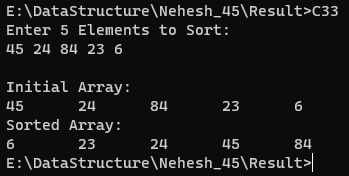 E:\DataStructure\Nehesh_45\Result>C33
Enter 5 Elements to Sort:
45 24 84 23 6
Initial Array:
45 24 84 23 6
Sorted Array:
6 23 24 45 84
E:\DataStructure\Nehesh_45\Result>